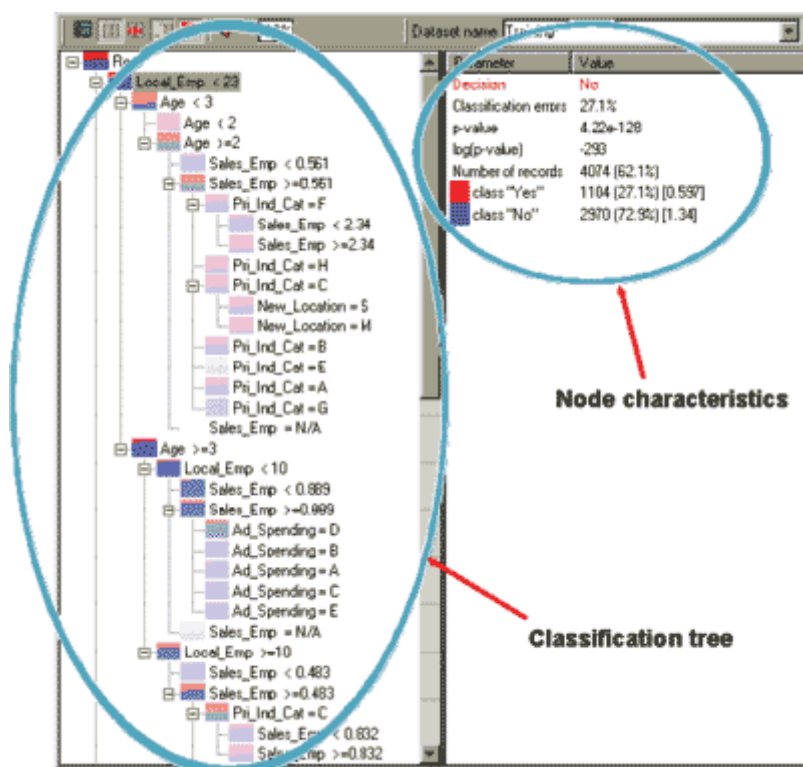 Dataset name Training
Local_Emp < 23
Age < 3
Age < 2
Age >=2
Sales_Emp < 0.561
Sales_Emp >=0.561
Pri_Ind_Cat = F
Sales_Emp < 2.34
Sales_Emp >=2.34
Pri_Ind_Cat = H
Pri_Ind_Cat = C
New_Location = S
New_Location = N
Pri_Ind_Cat = B
Pri_Ind_Cat = E
Pri_Ind_Cat = A
Pri_Ind_Cat = G
Sales_Emp = N/A
Age >=3
Local_Emp < 10
Sales_Emp < 0.889
Sales_Emp >=0.889
Ad_Spending = D
Ad_Spending = B
Ad_Spending = A
Ad_Spending = C
Ad_Spending = E
Sales_Emp = N/A
Local_Emp >=10
Sales_Emp < 0.483
Sales_Emp >=0.483
Pri_Ind_Cat = C
Sales_Emp < 0.832
Sales_Emp >=0.832
Parameter Value
Decision No
Classification errors 27.1%
p-value 4.22e-128
log(p-value) -293
Number of records 4074 (62.1%)
class "Yes" 1104 (27.1%) [0.597]
class "No" 2970 (72.9%) [1.34]
Node characteristics
Classification tree